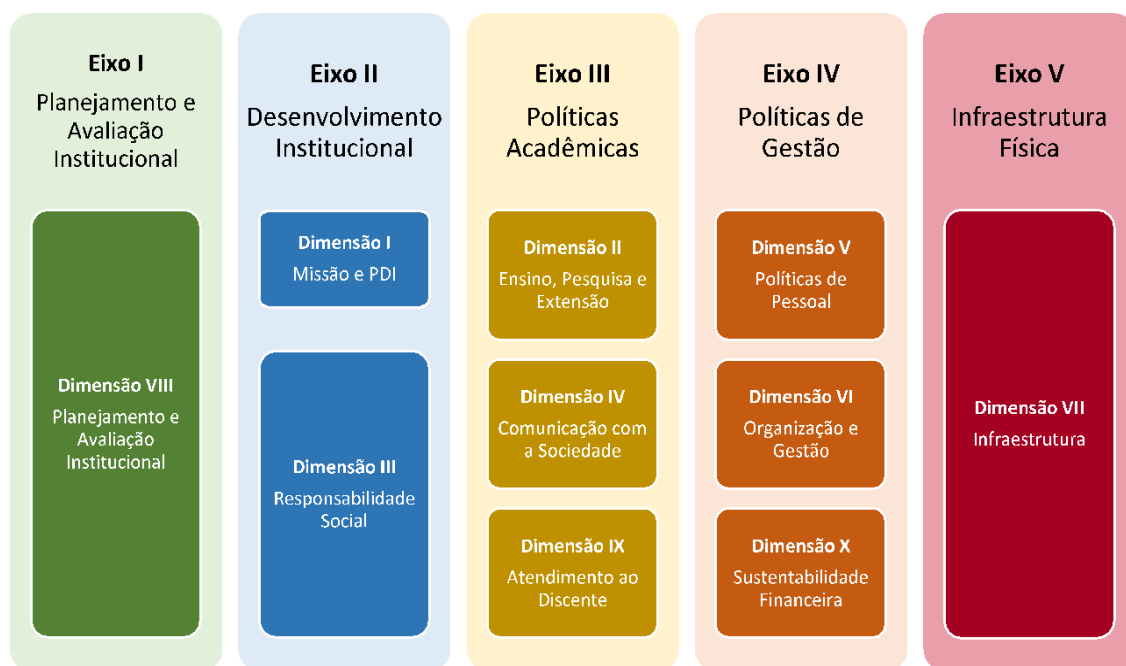 Eixo I
Planejamento e
Avaliação
Institucional
Dimensão VIII
Planejamento e
Avaliação
Institucional
Eixo II
Desenvolvimento
Institucional
Dimensão I
Missão e PDI
Dimensão III
Responsabilidade
Social
Eixo III
Políticas
Acadêmicas
Dimensão II
Ensino, Pesquisa e
Extensão
Dimensão IV
Comunicação com
a Sociedade
Dimensão IX
Atendimento ao
Discente
Eixo IV
Políticas de
Gestão
Dimensão V
Políticas de
Pessoal
Dimensão VI
Organização e
Gestão
Dimensão X
Sustentabilidade
Financeira
Eixo V
Infraestrutura
Física
Dimensão VII
Infraestrutura